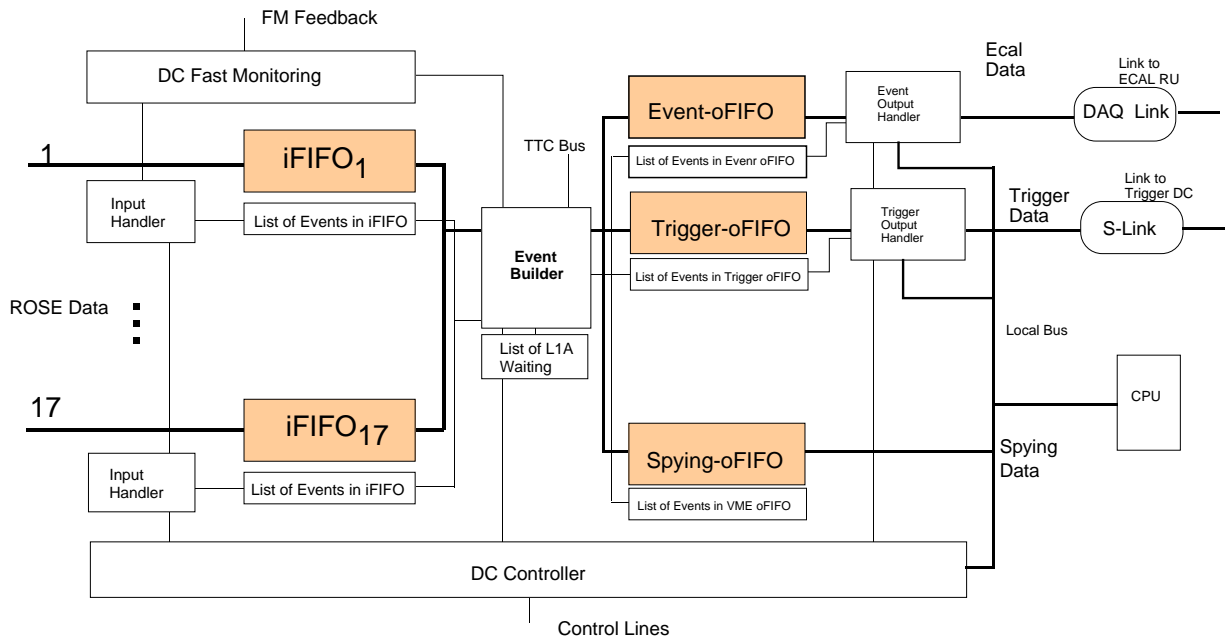 FM Feedback
DC Fast Monitoring
1
iFIFO1
Input
Handler
List of Events in iFIFO
ROSE Data
17
iFIFO17
Input
Handler
List of Events in iFIFO
TTC Bus
Event
Builder
List of L1A
Waiting
Event-oFIFO
List of Events in Evenr oFIFO
Trigger-oFIFO
List of Events in Trigger oFIFO
Spying-oFIFO
List of Events in VME oFIFO
Event
Output
Handler
Trigger
Output
Handler
Ecal
Data
Link to
ECAL RU
DAQ Link
Trigger
Data
Link to
Trigger DC
S-Link
Local Bus
CPU
Spying
Data
DC Controller
Control Lines